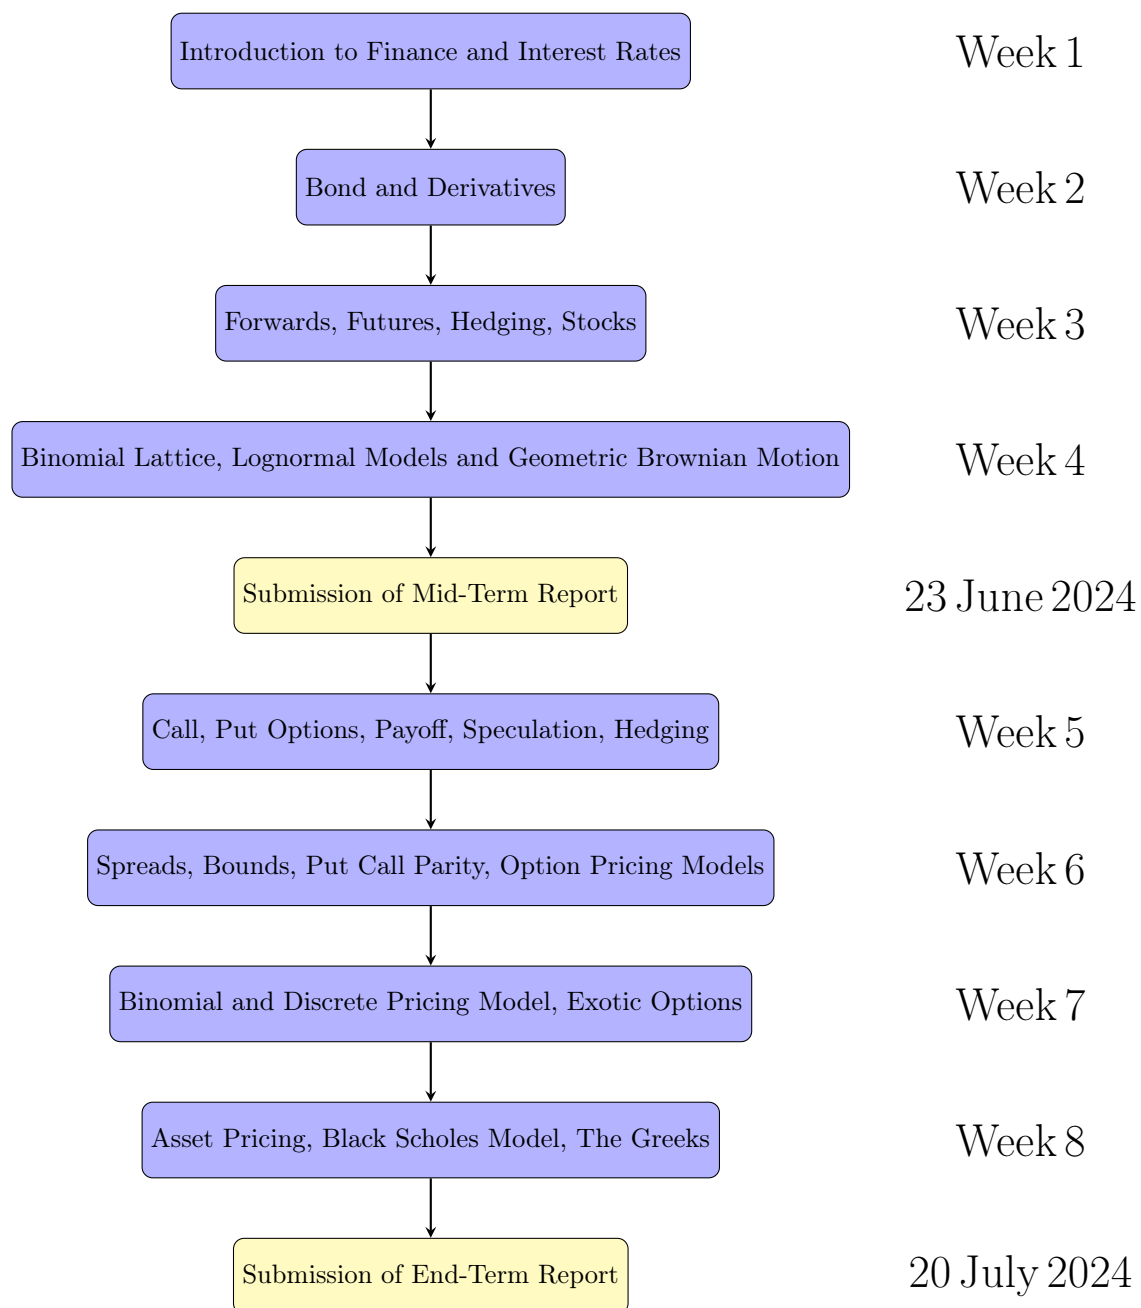 Introduction to Finance and Interest Rates
Week 1
Bond and Derivatives
Week 2
Forwards, Futures, Hedging, Stocks
Week 3
Binomial Lattice, Lognormal Models and Geometric Brownian Motion
Week 4
Submission of Mid-Term Report
23 June 2024
Call, Put Options, Payoff, Speculation, Hedging
Week 5
Spreads, Bounds, Put Call Parity, Option Pricing Models
Week 6
Binomial and Discrete Pricing Model, Exotic Options
Week 7
Asset Pricing, Black Scholes Model, The Greeks
Week 8
Submission of End-Term Report
20 July 2024